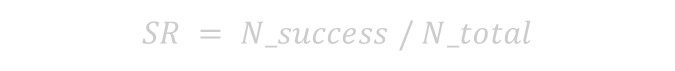 SR = N_success / N_total